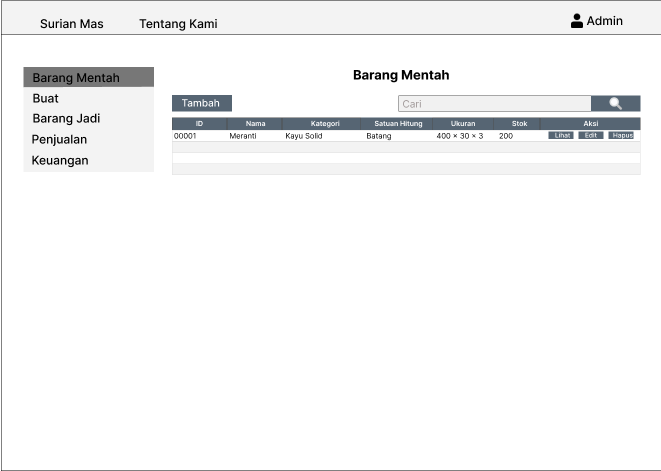 Surian Mas Tentang Kami Admin
Barang Mentah
Buat
Barang Jadi
Penjualan
Keuangan
Barang Mentah
Tambah Cari
ID Nama Kategori Satuan Hitung Ukuran Stok Aksi
00001 Meranti Kayu Solid Batang 400 × 30 × 3 200 Lihat Edit Hapus